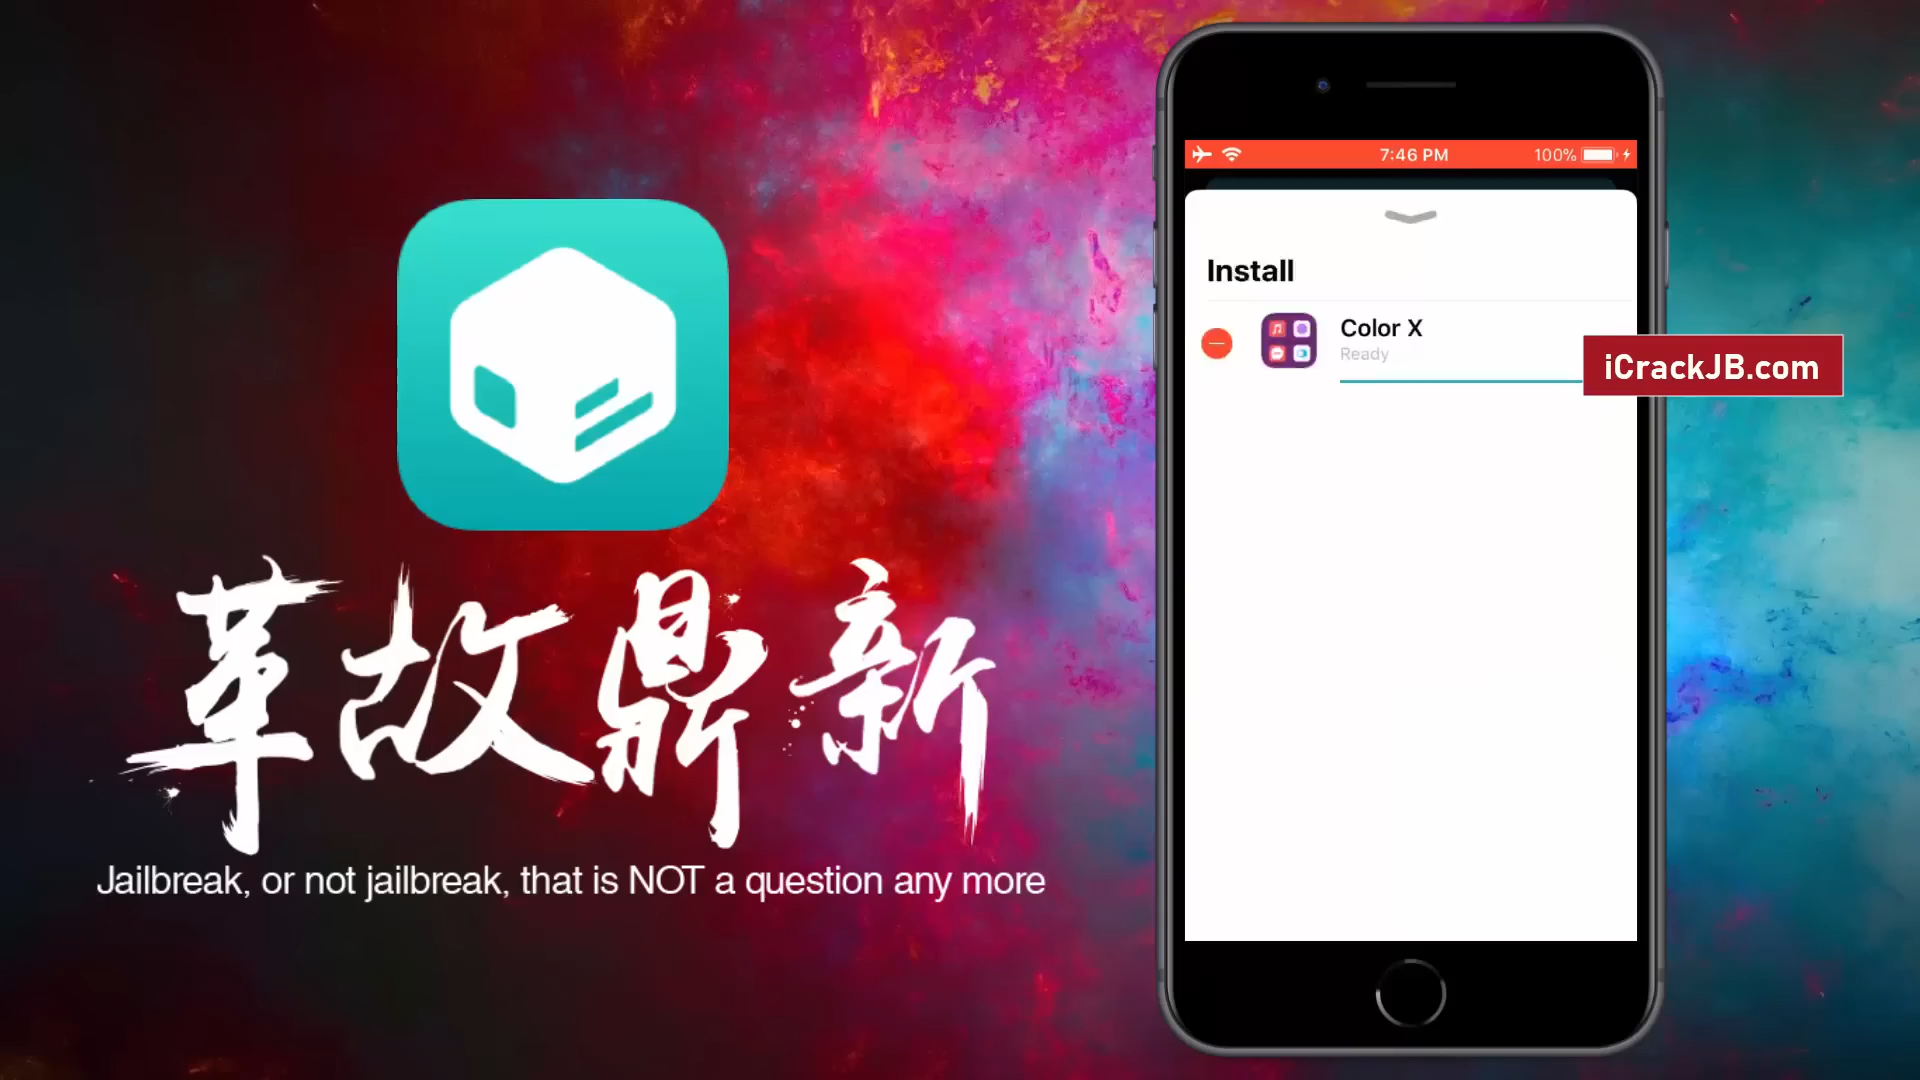 革故鼎新
Jailbreak, or not jailbreak, that is NOT a question any more
7:46 PM
100%
Install
Color X
Ready
iCrackJB.com